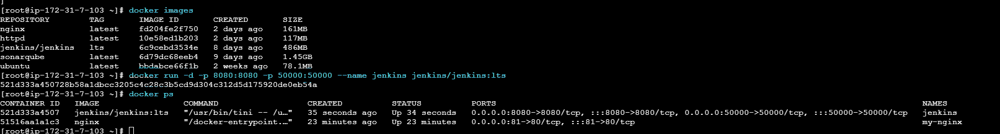 ]
[root@ip-172-31-7-103 ~]# docker images
REPOSITORY        TAG       IMAGE ID       CREATED       SIZE
nginx             latest    fd204fe2f750   2 days ago    161MB
httpd             latest    10e58ed1b203   2 days ago    117MB
jenkins/jenkins   lts       6c9cebd3534e   8 days ago    486MB
sonarqube         latest    6d79dc68eeb4   9 days ago    1.45GB
ubuntu            latest    bbdabce66f1b   2 weeks ago   78.1MB
[root@ip-172-31-7-103 ~]# docker run -d -p 8080:8080 -p 50000:50000 --name jenkins jenkins/jenkins:lts
521d333a450728b58a1dbcc3205c4c28c3b5cd9d304c312d5d175920de0eb54a
[root@ip-172-31-7-103 ~]# docker ps
CONTAINER ID   IMAGE                 COMMAND                  CREATED          STATUS          PORTS                                                                                      NAMES
521d333a4507   jenkins/jenkins:lts   "/usr/bin/tini -- /u…"   35 seconds ago   Up 34 seconds   0.0.0.0:8080->8080/tcp, :::8080->8080/tcp, 0.0.0.0:50000->50000/tcp, :::50000->50000/tcp   jenkins
51516aa1a1c3   nginx                 "/docker-entrypoint.…"   23 minutes ago   Up 23 minutes   0.0.0.0:81->80/tcp, :::81->80/tcp                                                          my-nginx
[root@ip-172-31-7-103 ~]#